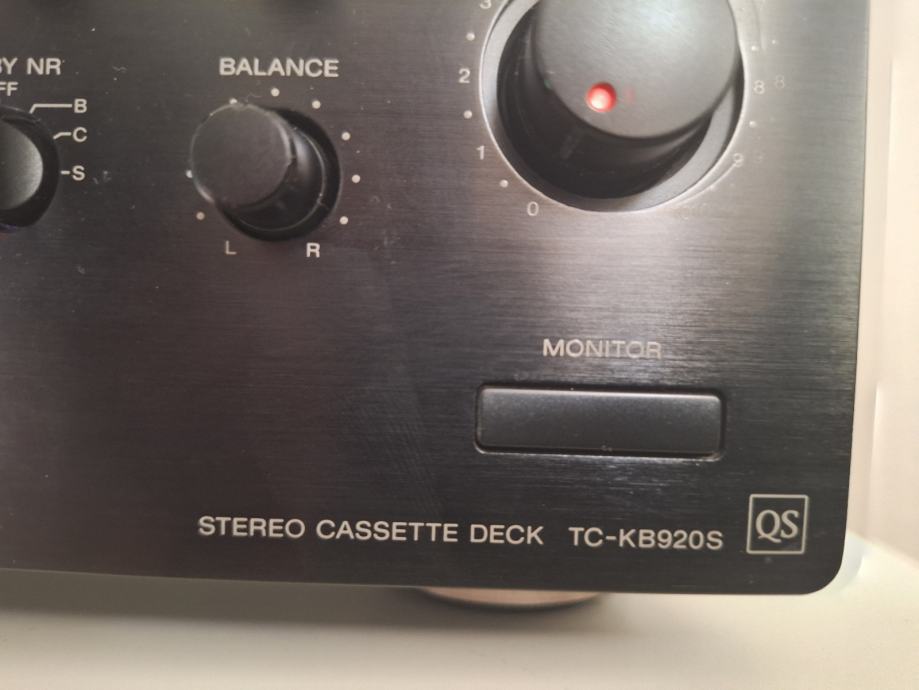 BY NR
FF
B
C
S
BALANCE
L R
3
2
1
0
8
9
MONITOR
STEREO CASSETTE DECK TC-KB920S
QS